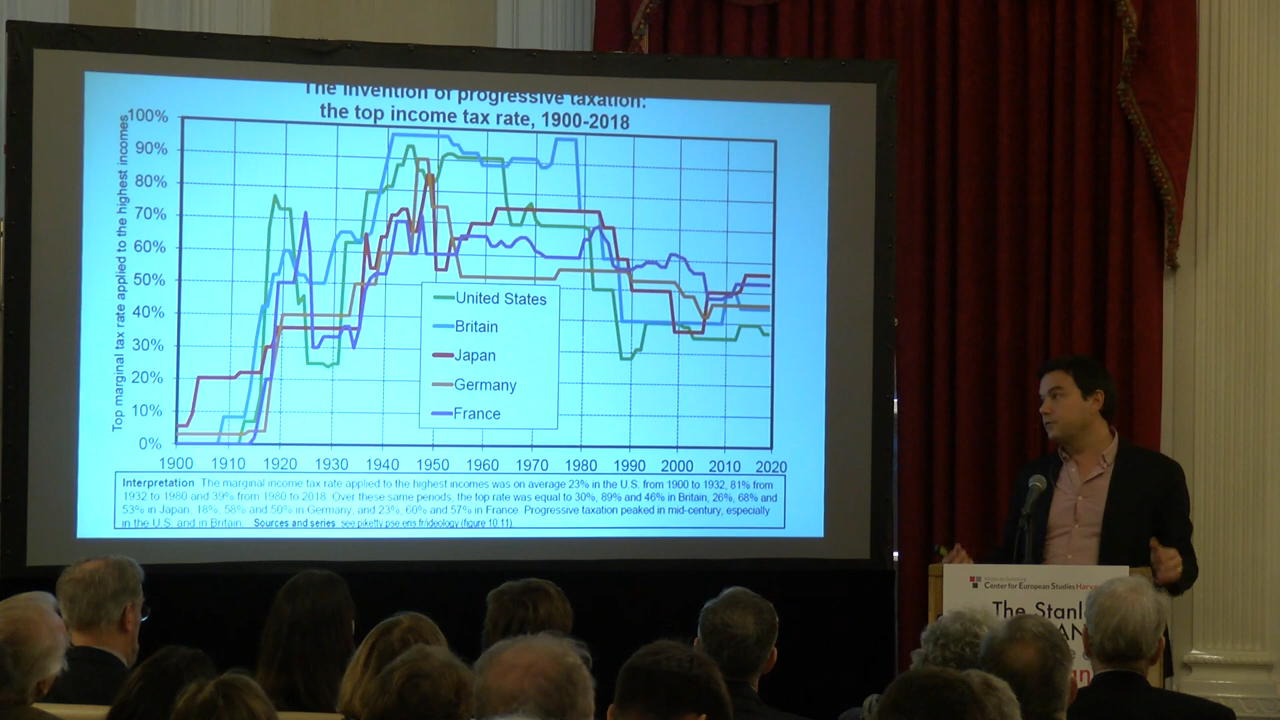 The invention of progressive taxation:
the top income tax rate, 1900-2018
Top marginal tax rate applied to the highest incomes
100%
90%
80%
70%
60%
50%
40%
30%
20%
10%
0%
United States
Britain
Japan
Germany
France
1900 1910 1920 1930 1940 1950 1960 1970 1980 1990 2000 2010 2020
Interpretation. The marginal income tax rate applied to the highest incomes was on average 23% in the U.S. from 1900 to 1932, 81% from
1932 to 1980 and 39% from 1980 to 2018. Over these same periods, the top rate was equal to 30%, 89% and 46% in Britain, 26%, 68% and
53% in Japan, 18%, 58% and 50% in Germany, and 23%, 60% and 57% in France. Progressive taxation peaked in mid-century, especially
in the U.S. and in Britain. Sources and series: see piketty.pse.ens.fr/ideology (figure 10.11).
Center for European Studies Harv
The Stanl
AN